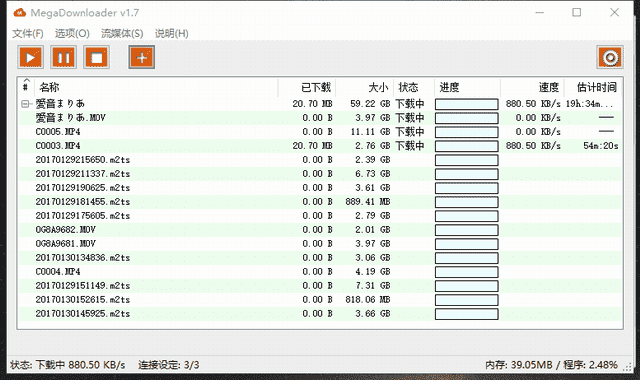 MegaDownloader v1.7
文件(F) 选项(O) 流媒体(S) 说明(H)
# 名称 已下载 大小 状态 进度 速度 估计时间
愛音まりあ 20.70 MB 59.22 GB 下载中 880.50 KB/s 19h:34m...
愛音まりあ.MOV 0.00 B 3.97 GB 下载中 0.00 KB/s —
C0005.MP4 0.00 B 11.11 GB 下载中 0.00 KB/s —
C0003.MP4 20.70 MB 2.76 GB 下载中 880.50 KB/s 54m:20s
20170129215650.m2ts 0.00 B 2.39 GB
20170129211337.m2ts 0.00 B 6.73 GB
20170129190625.m2ts 0.00 B 3.61 GB
20170129181455.m2ts 0.00 B 889.41 MB
20170129175605.m2ts 0.00 B 2.79 GB
0G8A9682.MOV 0.00 B 2.01 GB
0G8A9681.MOV 0.00 B 3.97 GB
20170130134836.m2ts 0.00 B 3.06 GB
C0004.MP4 0.00 B 4.19 GB
20170129151149.m2ts 0.00 B 7.31 GB
20170130152615.m2ts 0.00 B 818.06 MB
20170130145925.m2ts 0.00 B 3.66 GB
状态: 下载中 880.50 KB/s 连接设定: 3/3 内存: 39.05MB / 程序: 2.48%